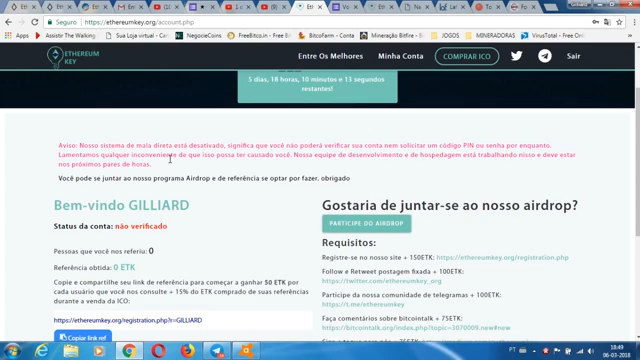 Seguro https://ethereumkey.org/account.php
Assistir The Walking
Sua Loja virtual - C
FreeBitco.in
Bitcoin
Mineração Bitfair - E
JOGOS
MINERADORAS
VirusTotal - Free On
ETHEREUM
KEY
Entre Os Melhores
Minha Conta
COMPRAR ICO
Sair
5 dias, 18 horas, 10 minutos e 13 segundos
restantes!
Aviso: Nosso sistema de mala direta está desativado, significa que você não poderá verificar sua conta nem solicitar um código PIN ou senha por enquanto.
Lamentamos qualquer inconveniente de que isso possa ter causado você. Nossa equipe de desenvolvimento e de hospedagem está trabalhando nisso e deve estar
nos próximos pares de horas.
Você pode se juntar ao nosso programa Airdrop e de referência se optar por fazer. obrigado
Bem-vindo GILLIARD
Status da conta: não verificado
Pessoas que você nos referiu: 0
Referência obtida: 0 ETK
Copie e compartilhe seu link de referência para começar a ganhar 50 ETK por
cada usuário que você nos consulte + 15% do ETK comprado de suas referências
durante a venda da ICO:
https://ethereumkey.org/registration.php?r=GILLIARD
Copiar link ref
Gostaria de juntar-se ao nosso airdrop?
PARTICIPE DO AIRDROP
Requisitos:
Registre-se no nosso site + 150ETK: https://ethereumkey.org/registration.php
Follow e Retweet postagem fixada + 100ETK:
https://twitter.com/ethereumkey_org
Participe da nossa comunidade de telegramas + 100ETK:
https://t.me/ethereumkey
Faça comentários sobre bitcointalk + 75ETK:
https://bitcointalk.org/index.php?topic=3070009.new#new
PT
18:49
06-03-2018